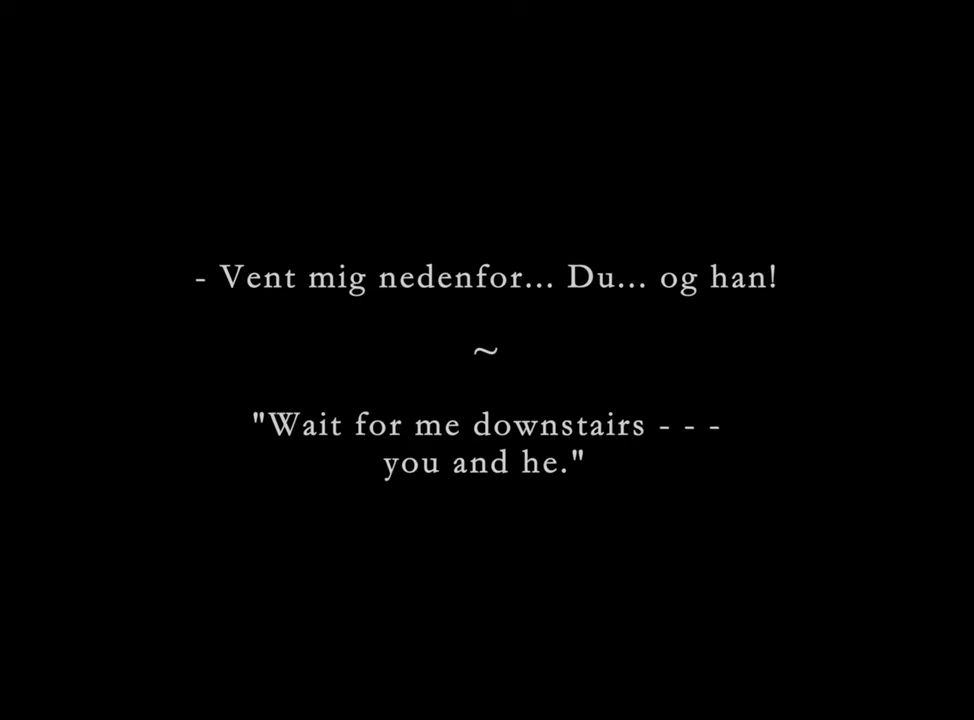 - Vent mig nedenfor... Du... og han!
~
"Wait for me downstairs - - -
you and he."